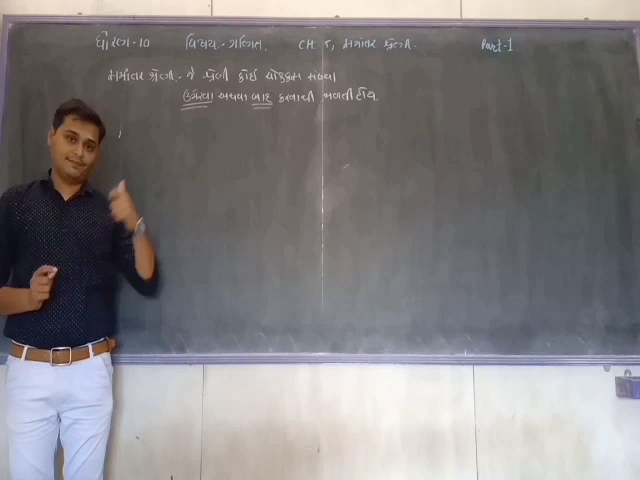 ધોરણ-10 વિષય-ગણિત. CH. 5, સમાંતર શ્રેણી. Part-1
સમાંતર શ્રેણી - જે શ્રેણી કોઈ ચોક્કસ સંખ્યા
ઉમેરવા અથવા બાદ કરવાથી મળતી હોય.